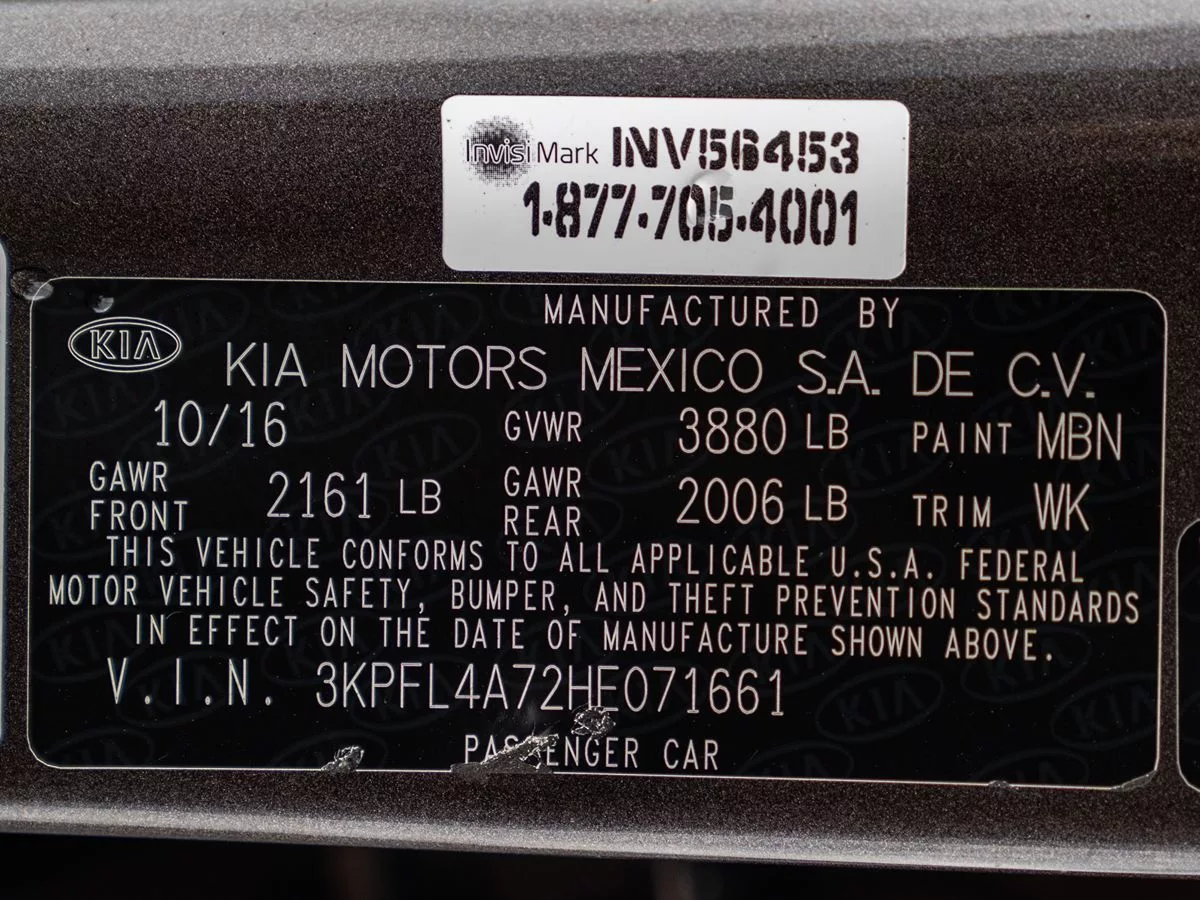 InvisiMark INV56453
1-877-705-4001
MANUFACTURED BY
KIA KIA MOTORS MEXICO S.A. DE C.V.
10/16 GVWR 3880 LB PAINT MBN
GAWR FRONT 2161 LB GAWR REAR 2006 LB TRIM WK
THIS VEHICLE CONFORMS TO ALL APPLICABLE U.S.A. FEDERAL
MOTOR VEHICLE SAFETY, BUMPER, AND THEFT PREVENTION STANDARDS
IN EFFECT ON THE DATE OF MANUFACTURE SHOWN ABOVE.
V.I.N. 3KPFL4A72HE071661
PASSENGER CAR